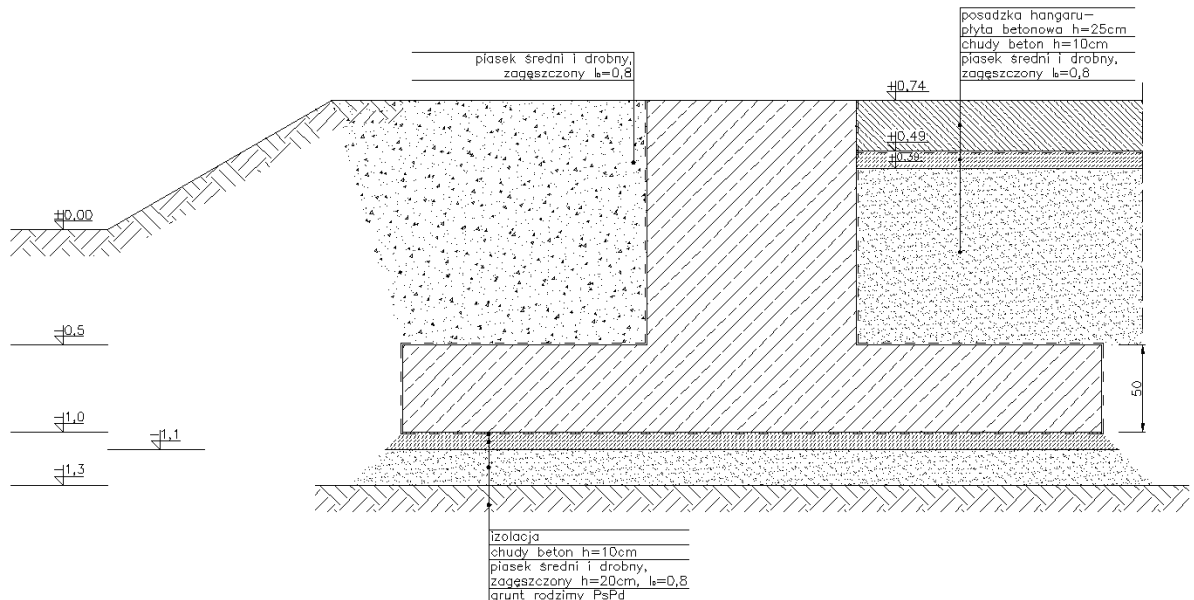 posadzka hangaru–
płyta betonowa h=25cm
chudy beton h=10cm
piasek średni i drobny,
zagęszczony I₀=0,8
piasek średni i drobny,
zagęszczony I₀=0,8
+0,74
+0,49
+0,39
±0,00
-0,5
-1,0
-1,1
-1,3
50
izolacja
chudy beton h=10cm
piasek średni i drobny,
zagęszczony h=20cm, I₀=0,8
grunt rodzimy PsPd